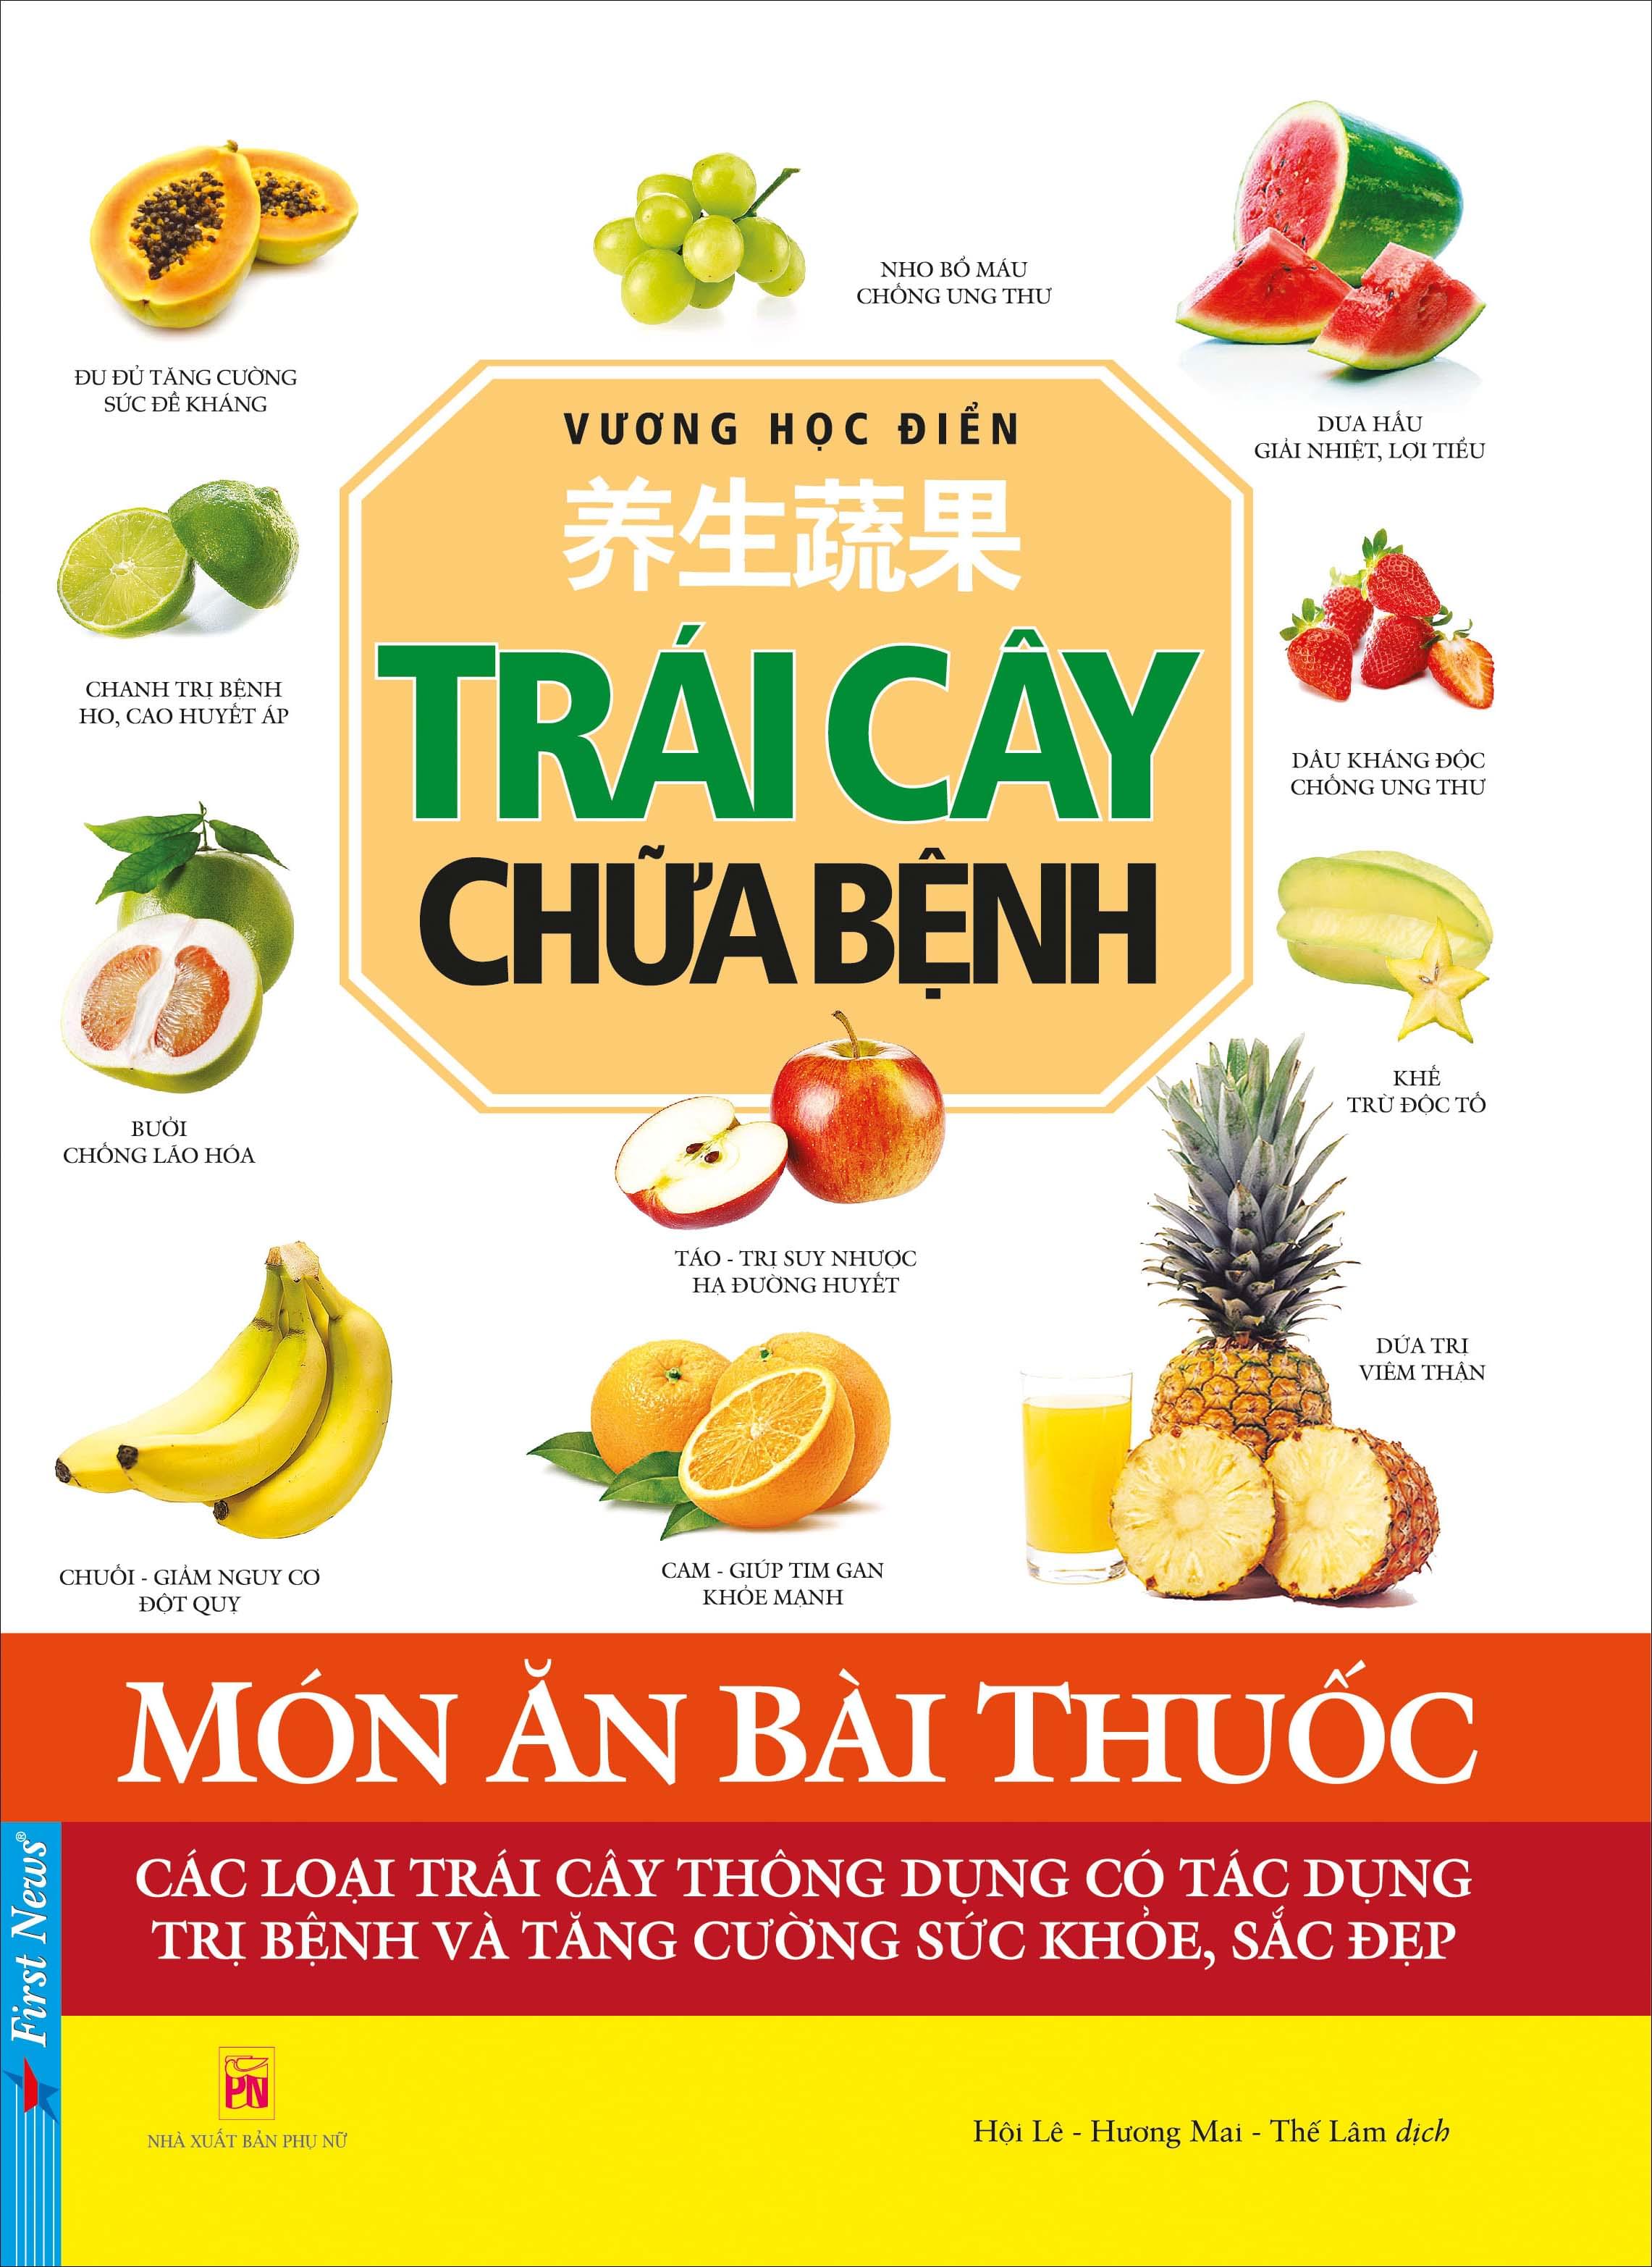 NHO BỔ MÁU
CHỐNG UNG THƯ
ĐU ĐỦ TĂNG CƯỜNG
SỨC ĐỀ KHÁNG
DƯA HẤU
GIẢI NHIỆT, LỢI TIỂU
VƯƠNG HỌC ĐIỂN
养生蔬果
TRÁI CÂY
CHỮA BỆNH
CHANH TRỊ BỆNH
HO, CAO HUYẾT ÁP
DÂU KHÁNG ĐỘC
CHỐNG UNG THƯ
KHẾ
TRỪ ĐỘC TỐ
BƯỞI
CHỐNG LÃO HÓA
TÁO - TRỊ SUY NHƯỢC
HẠ ĐƯỜNG HUYẾT
DỨA TRỊ
VIÊM THẬN
CHUỐI - GIẢM NGUY CƠ
ĐỘT QUỴ
CAM - GIÚP TIM GAN
KHỎE MẠNH
MÓN ĂN BÀI THUỐC
CÁC LOẠI TRÁI CÂY THÔNG DỤNG CÓ TÁC DỤNG
TRỊ BỆNH VÀ TĂNG CƯỜNG SỨC KHỎE, SẮC ĐẸP
First News®
PN
NHÀ XUẤT BẢN PHỤ NỮ
Hội Lê - Hương Mai - Thế Lâm dịch